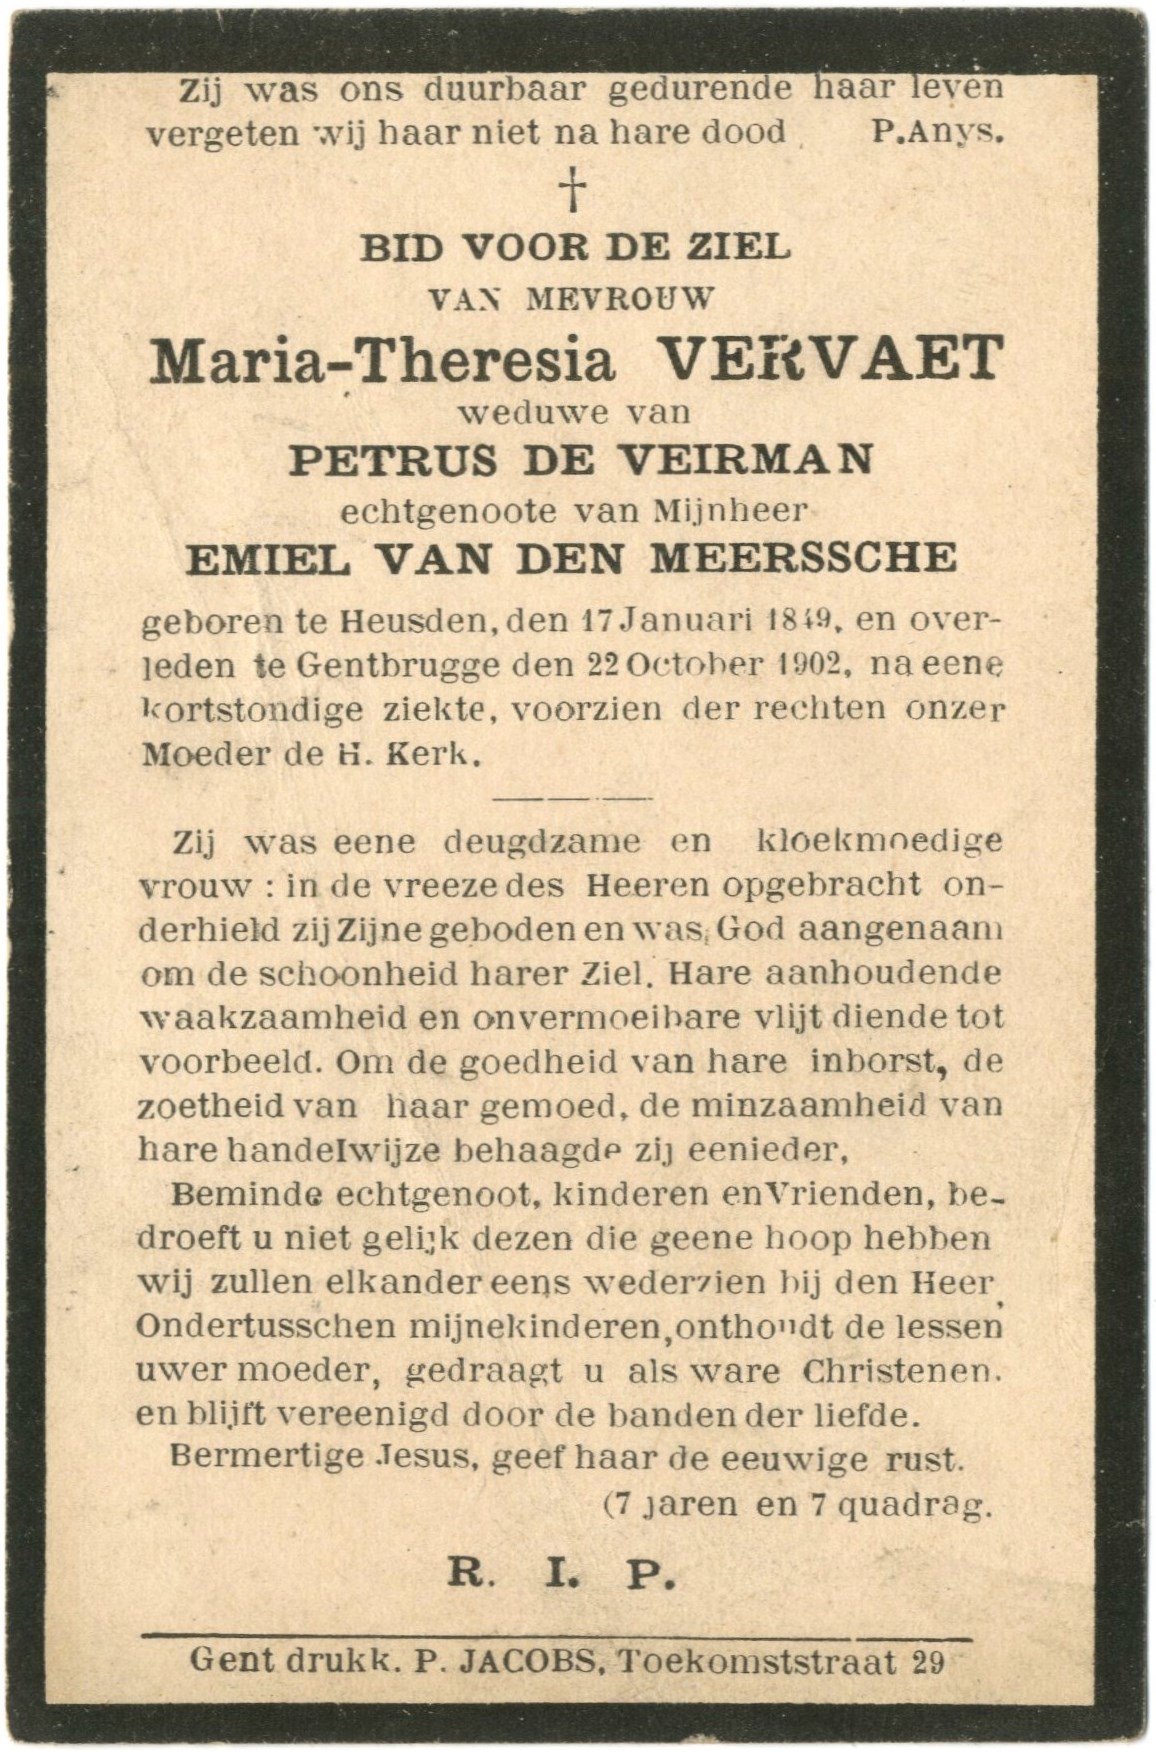 Zij was ons duurbaar gedurende haar leven
vergeten wij haar niet na hare dood P.Anys.
†
BID VOOR DE ZIEL
VAN MEVROUW
Maria-Theresia VERVAET
weduwe van
PETRUS DE VEIRMAN
echtgenoote van Mijnheer
EMIEL VAN DEN MEERSSCHE
geboren te Heusden, den 17 Januari 1849, en over-
leden te Gentbrugge den 22 October 1902, na eene
kortstondige ziekte, voorzien der rechten onzer
Moeder de H. Kerk.
Zij was eene deugdzame en kloekmoedige
vrouw : in de vreeze des Heeren opgebracht on-
derhield zij Zijne geboden en was God aangenaam
om de schoonheid harer Ziel. Hare aanhoudende
waakzaamheid en onvermoeibare vlijt diende tot
voorbeeld. Om de goedheid van hare inborst, de
zoetheid van haar gemoed, de minzaamheid van
hare handelwijze behaagde zij eenieder,
Beminde echtgenoot, kinderen en Vrienden, be-
droeft u niet gelijk dezen die geene hoop hebben
wij zullen elkander eens wederzien bij den Heer.
Ondertusschen mijne kinderen, onthoudt de lessen
uwer moeder, gedraagt u als ware Christenen.
en blijft vereenigd door de banden der liefde.
Bermertige Jesus, geef haar de eeuwige rust.
(7 jaren en 7 quadrag.
R. I. P.
Gent drukk. P. JACOBS, Toekomststraat 29